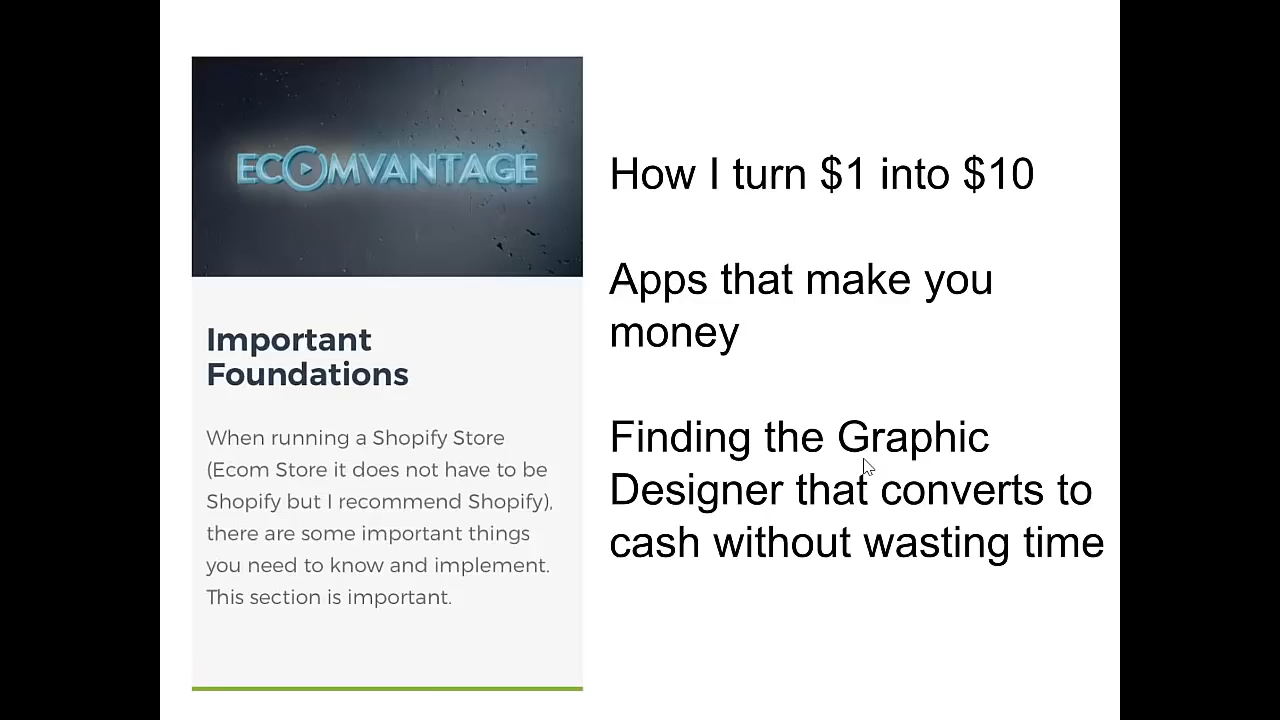 ECOMVANTAGE
Important
Foundations
When running a Shopify Store
(Ecom Store it does not have to be
Shopify but I recommend Shopify),
there are some important things
you need to know and implement.
This section is important.
How I turn $1 into $10
Apps that make you
money
Finding the Graphic
Designer that converts to
cash without wasting time